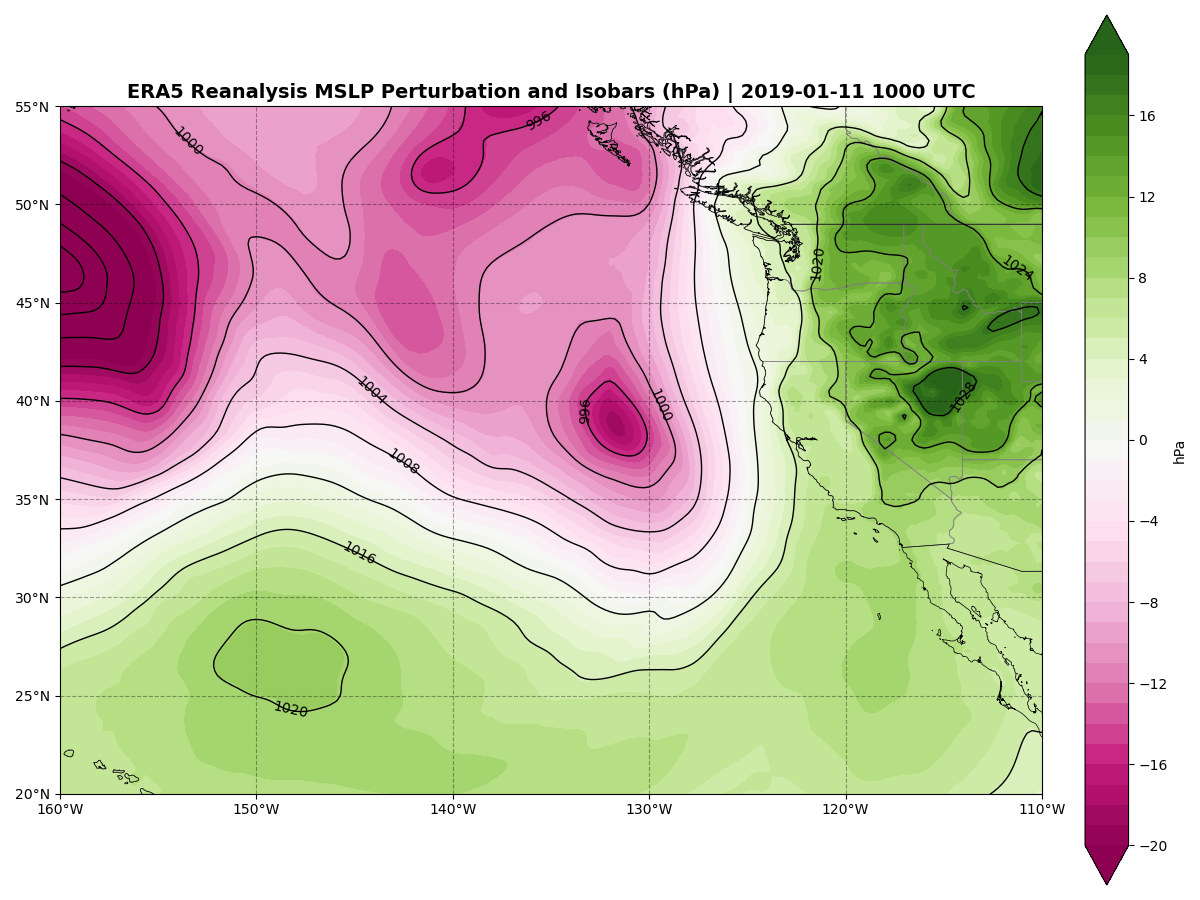 ERA5 Reanalysis MSLP Perturbation and Isobars (hPa) | 2019-01-11 1000 UTC
55°N
50°N
45°N
40°N
35°N
30°N
25°N
20°N
160°W
150°W
140°W
130°W
120°W
110°W
1000
996
1020
1024
1004
996
1000
1028
1008
1016
1020
16
12
8
4
0
−4
−8
−12
−16
−20
hPa